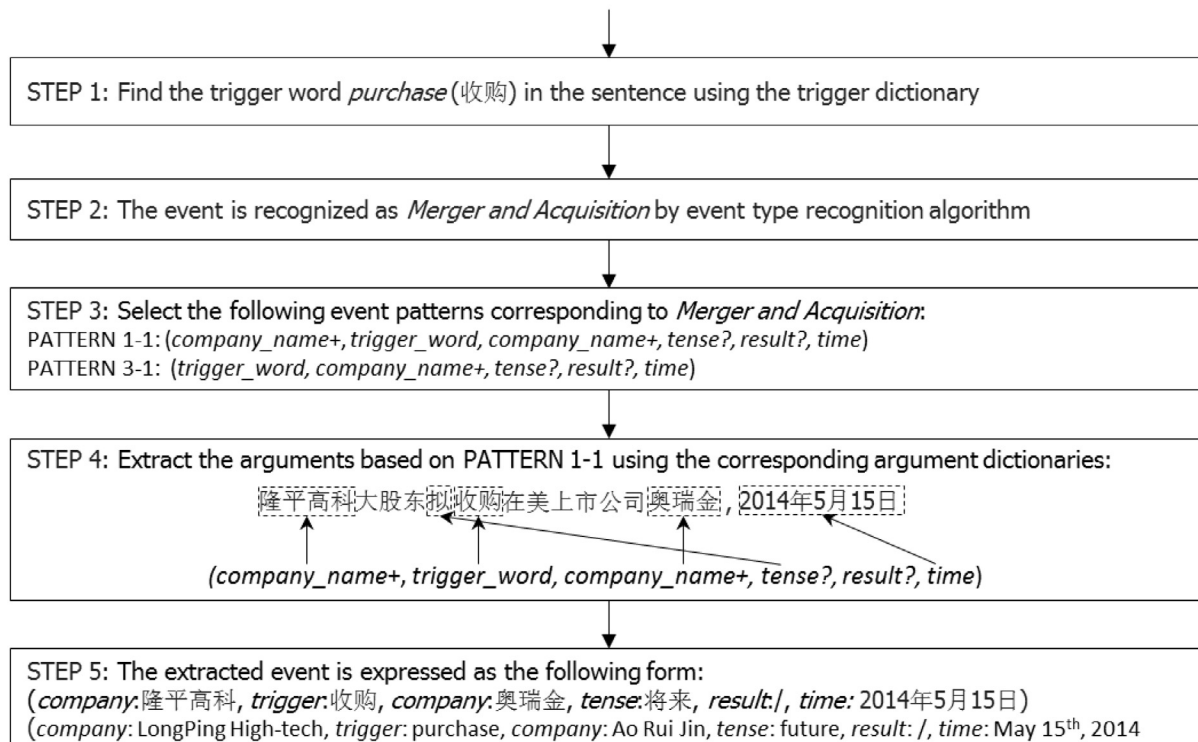 STEP 1: Find the trigger word purchase (收购) in the sentence using the trigger dictionary
STEP 2: The event is recognized as Merger and Acquisition by event type recognition algorithm
STEP 3: Select the following event patterns corresponding to Merger and Acquisition:
PATTERN 1-1: (company_name+, trigger_word, company_name+, tense?, result?, time)
PATTERN 3-1: (trigger_word, company_name+, tense?, result?, time)
STEP 4: Extract the arguments based on PATTERN 1-1 using the corresponding argument dictionaries:
隆平高科大股东拟收购在美上市公司奥瑞金, 2014年5月15日
(company_name+, trigger_word, company_name+, tense?, result?, time)
STEP 5: The extracted event is expressed as the following form:
(company:隆平高科, trigger:收购, company:奥瑞金, tense:将来, result:/, time: 2014年5月15日)
(company: LongPing High-tech, trigger: purchase, company: Ao Rui Jin, tense: future, result: /, time: May 15th, 2014